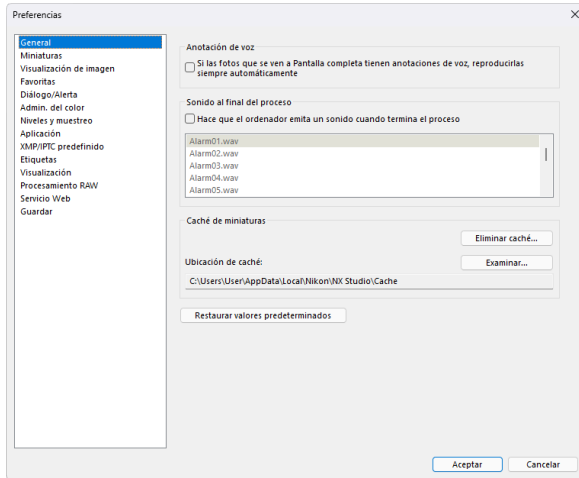 Preferencias
General
Miniaturas
Visualización de imagen
Favoritas
Diálogo/Alerta
Admin. del color
Niveles y muestreo
Aplicación
XMP/IPTC predefinido
Etiquetas
Visualización
Procesamiento RAW
Servicio Web
Guardar
Anotación de voz
Si las fotos que se ven a Pantalla completa tienen anotaciones de voz, reproducirlas
siempre automáticamente
Sonido al final del proceso
Hace que el ordenador emita un sonido cuando termina el proceso
Alarm01.wav
Alarm02.wav
Alarm03.wav
Alarm04.wav
Alarm05.wav
Caché de miniaturas
Eliminar caché...
Ubicación de caché:
Examinar...
C:\Users\User\AppData\Local\Nikon\NX Studio\Cache
Restaurar valores predeterminados
Aceptar
Cancelar